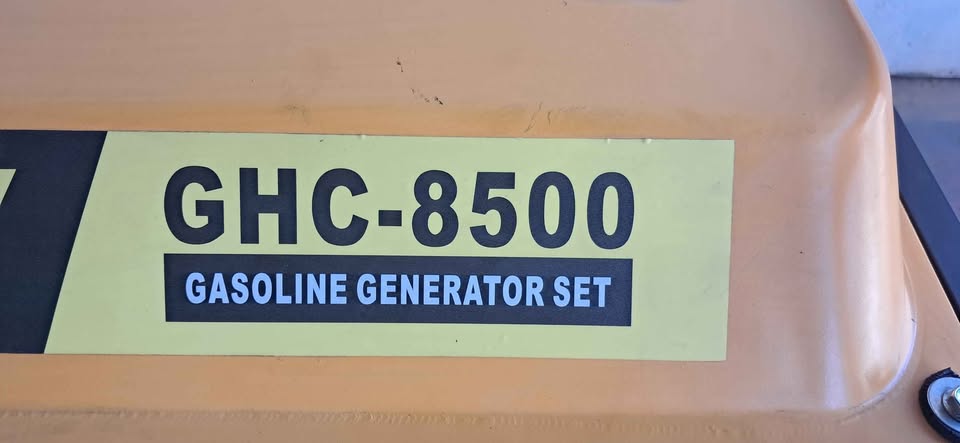 GHC-8500
GASOLINE GENERATOR SET